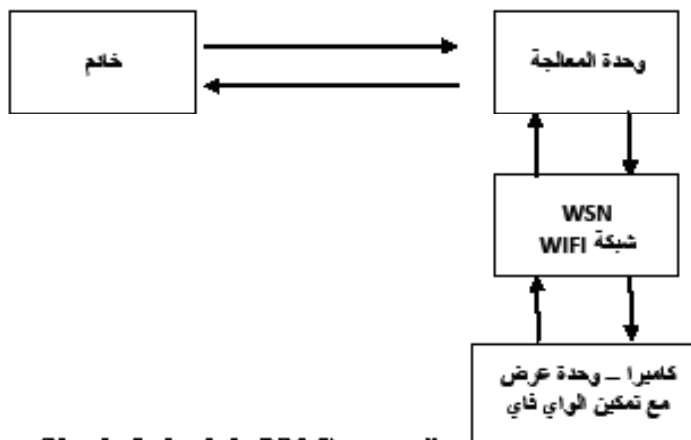 خادم
وحدة المعالجة
WSN
شبكة WIFI
كاميرا – وحدة عرض
مع تمكين الواي فاي